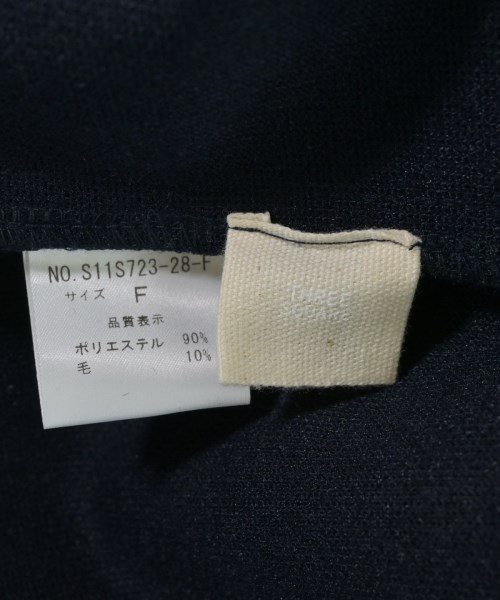 NO.S11S723-28-F
サイズ F
品質表示
ポリエステル 90%
毛 10%
THREE
SQUARE